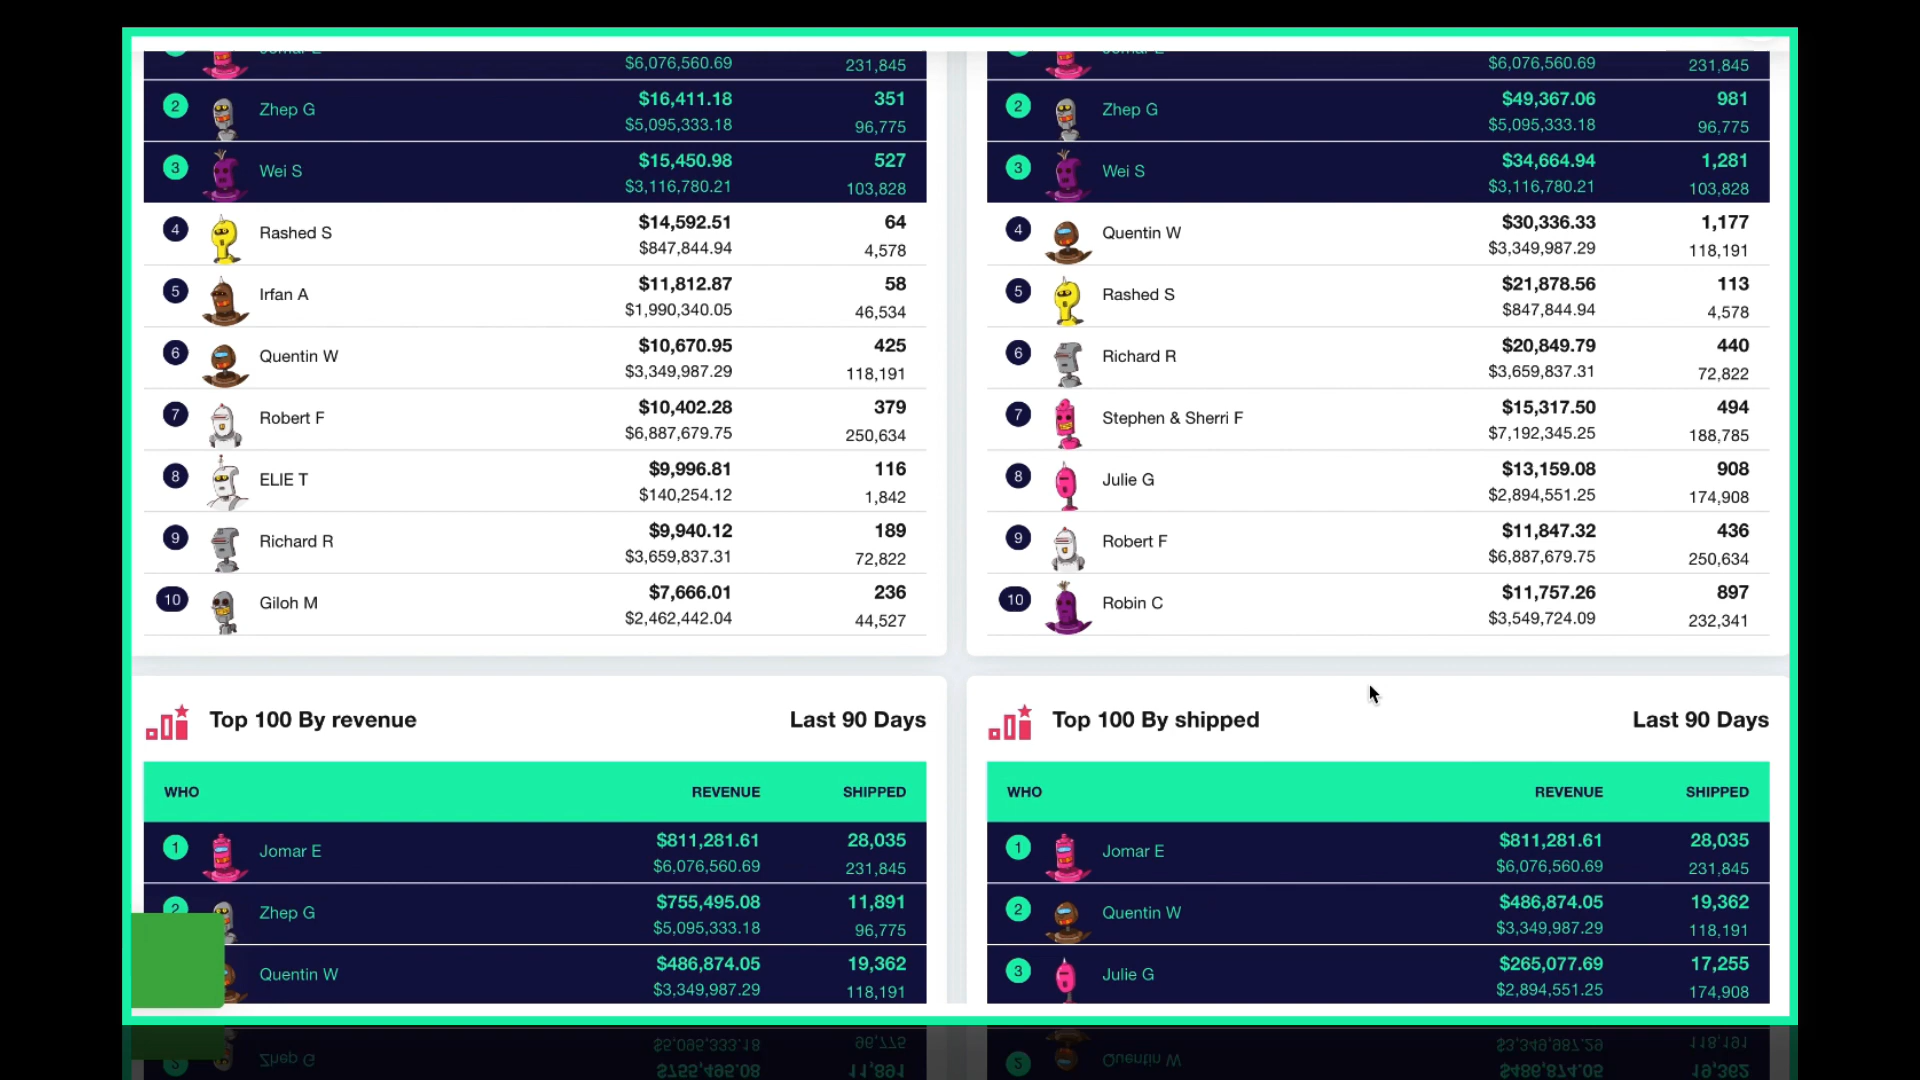 $6,076,560.69 231,845
2 Zhep G $16,411.18 351
$5,095,333.18 96,775
3 Wei S $15,450.98 527
$3,116,780.21 103,828
4 Rashed S $14,592.51 64
$847,844.94 4,578
5 Irfan A $11,812.87 58
$1,990,340.05 46,534
6 Quentin W $10,670.95 425
$3,349,987.29 118,191
7 Robert F $10,402.28 379
$6,887,679.75 250,634
8 ELIE T $9,996.81 116
$140,254.12 1,842
9 Richard R $9,940.12 189
$3,659,837.31 72,822
10 Giloh M $7,666.01 236
$2,462,442.04 44,527
$6,076,560.69 231,845
2 Zhep G $49,367.06 981
$5,095,333.18 96,775
3 Wei S $34,664.94 1,281
$3,116,780.21 103,828
4 Quentin W $30,336.33 1,177
$3,349,987.29 118,191
5 Rashed S $21,878.56 113
$847,844.94 4,578
6 Richard R $20,849.79 440
$3,659,837.31 72,822
7 Stephen & Sherri F $15,317.50 494
$7,192,345.25 188,785
8 Julie G $13,159.08 908
$2,894,551.25 174,908
9 Robert F $11,847.32 436
$6,887,679.75 250,634
10 Robin C $11,757.26 897
$3,549,724.09 232,341
Top 100 By revenue Last 90 Days
WHO REVENUE SHIPPED
1 Jomar E $811,281.61 28,035
$6,076,560.69 231,845
2 Zhep G $755,495.08 11,891
$5,095,333.18 96,775
Quentin W $486,874.05 19,362
$3,349,987.29 118,191
Top 100 By shipped Last 90 Days
WHO REVENUE SHIPPED
1 Jomar E $811,281.61 28,035
$6,076,560.69 231,845
2 Quentin W $486,874.05 19,362
$3,349,987.29 118,191
3 Julie G $265,077.69 17,255
$2,894,551.25 174,908